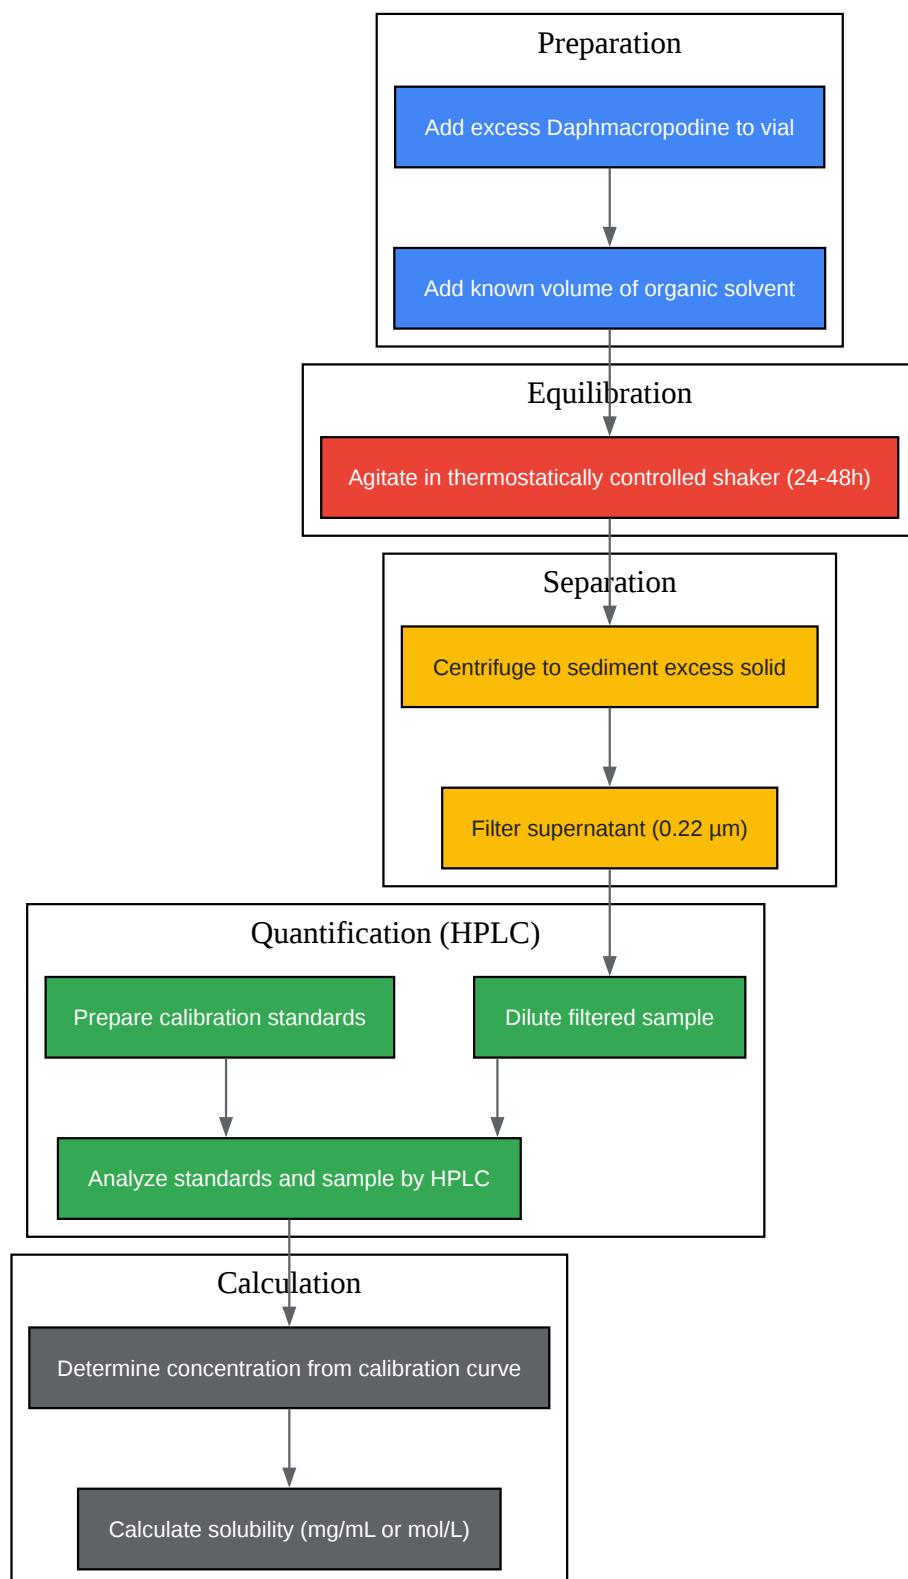 Preparation
Add excess Daphmacropodine to vial
Add known volume of organic solvent
Equilibration
Agitate in thermostatically controlled shaker (24-48h)
Separation
Centrifuge to sediment excess solid
Filter supernatant (0.22 µm)
Quantification (HPLC)
Prepare calibration standards
Dilute filtered sample
Analyze standards and sample by HPLC
Calculation
Determine concentration from calibration curve
Calculate solubility (mg/mL or mol/L)